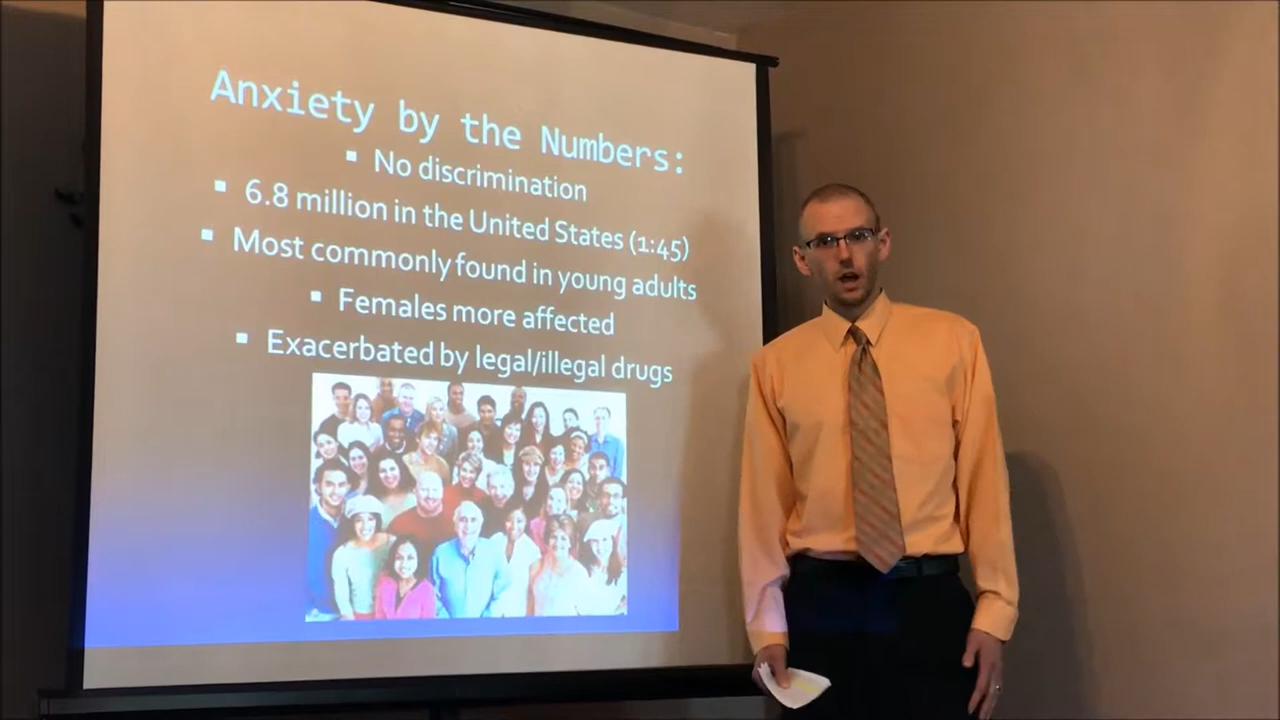 Anxiety by the Numbers:
▪ No discrimination
▪ 6.8 million in the United States (1:45)
▪ Most commonly found in young adults
▪ Females more affected
▪ Exacerbated by legal/illegal drugs